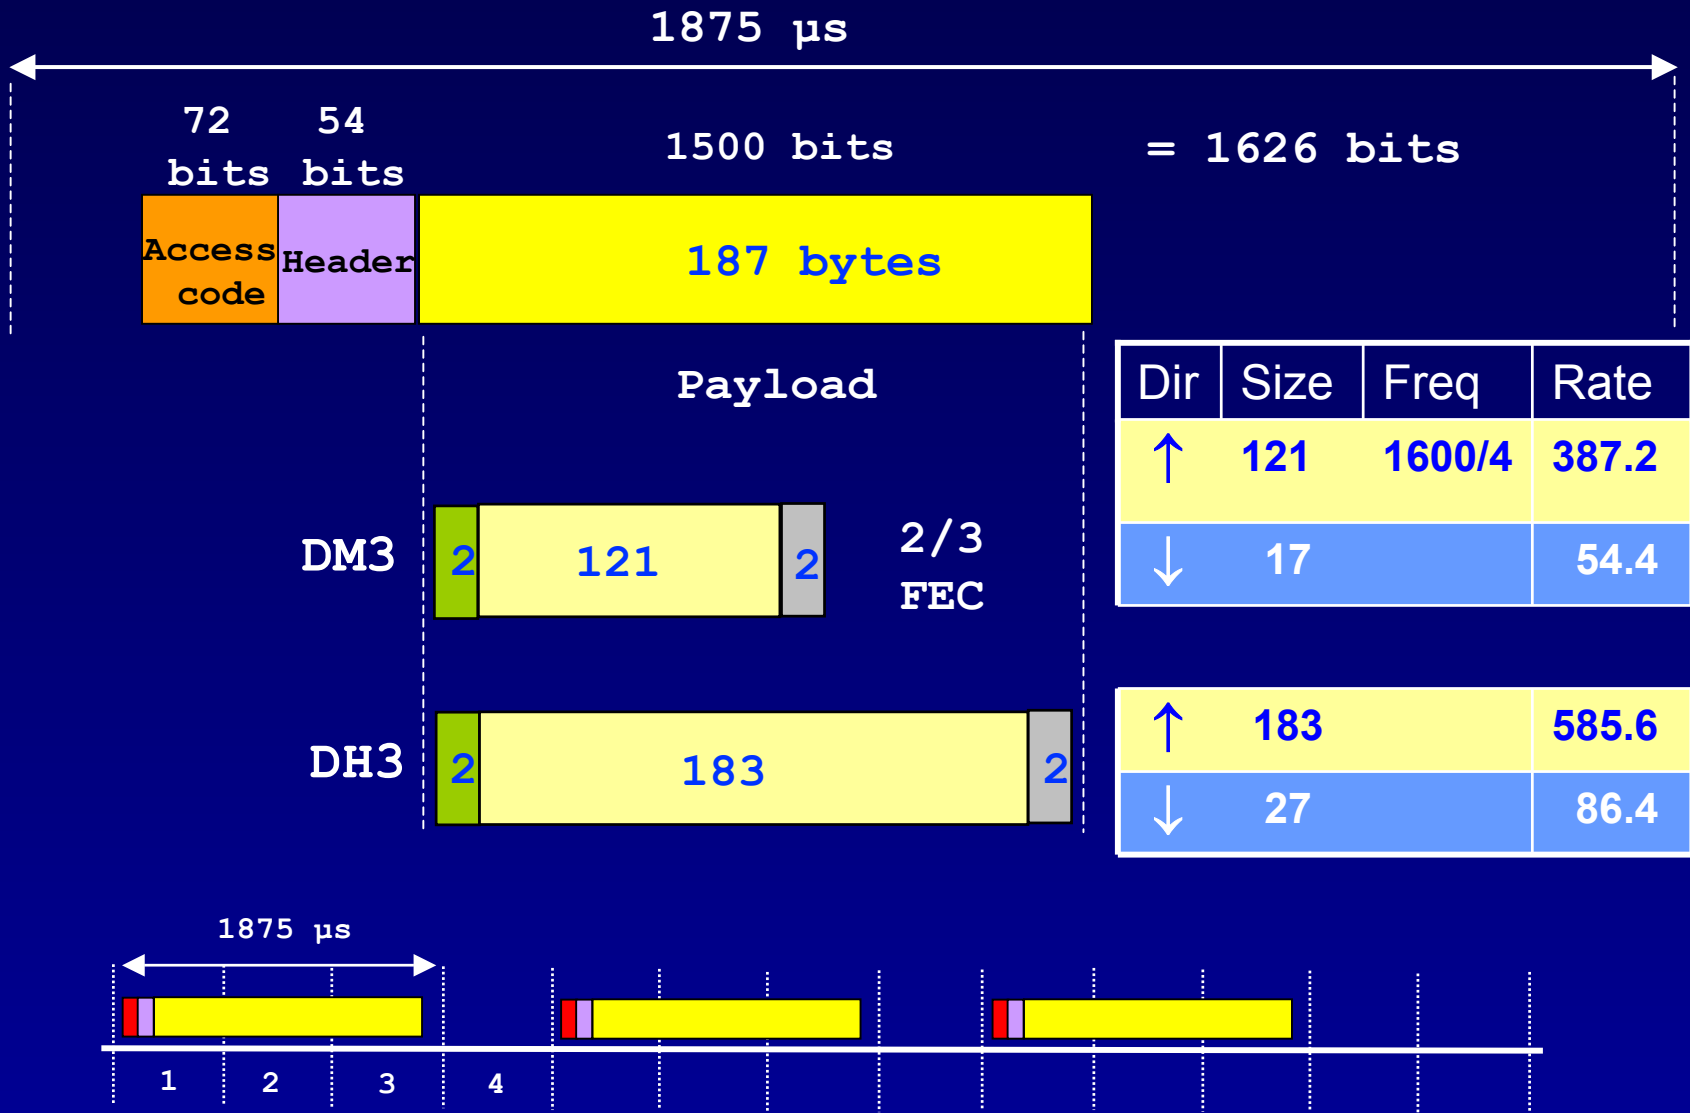 1875 µs
72 bits
54 bits
1500 bits
= 1626 bits
Access code
Header
187 bytes
Payload
Dir Size Freq Rate
↑ 121 1600/4 387.2
↓ 17 54.4
DM3
2 121 2
2/3 FEC
↑ 183 585.6
↓ 27 86.4
DH3
2 183 2
1875 µs
1 2 3 4